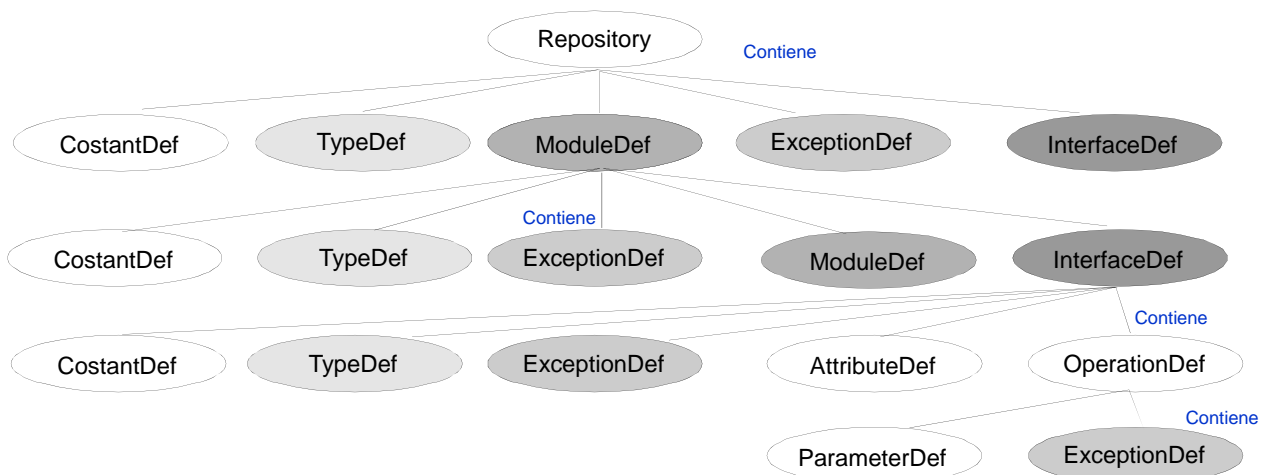 Repository
Contiene
CostantDef
TypeDef
ModuleDef
ExceptionDef
InterfaceDef
Contiene
CostantDef
TypeDef
ExceptionDef
ModuleDef
InterfaceDef
Contiene
CostantDef
TypeDef
ExceptionDef
AttributeDef
OperationDef
Contiene
ParameterDef
ExceptionDef